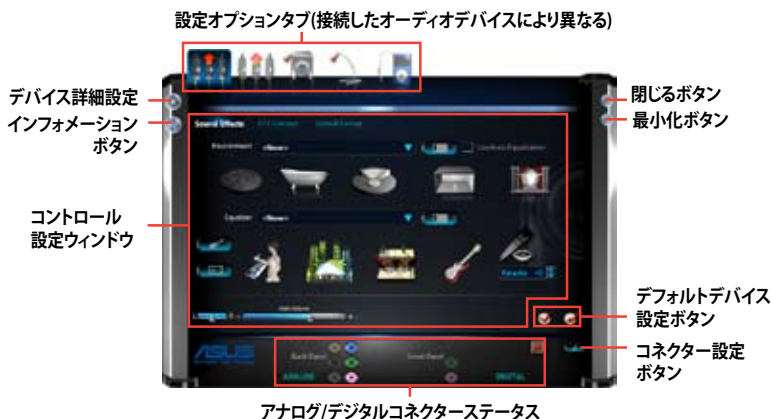 設定オプションタブ(接続したオーディオデバイスにより異なる)
デバイス詳細設定
インフォメーション
ボタン
閉じるボタン
最小化ボタン
Sound Effects
Environment <None>
コントロール
設定ウィンドウ
Equalizer <None>
Karaoke
デフォルトデバイス
設定ボタン
コネクター設定
ボタン
ASUS
Back Panel
Front Panel
ANALOG
DIGITAL
アナログ/デジタルコネクターステータス